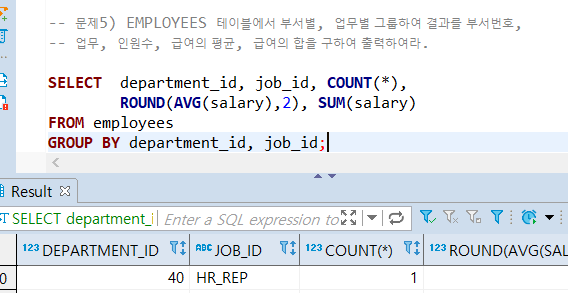 -- 문제5) EMPLOYEES 테이블에서 부서별, 업무별 그룹하여 결과를 부서번호,
-- 업무, 인원수, 급여의 평균, 급여의 합을 구하여 출력하여라.
SELECT department_id, job_id, COUNT(*),
ROUND(AVG(salary),2), SUM(salary)
FROM employees
GROUP BY department_id, job_id;
Result
SELECT department_i Enter a SQL expression to
123 DEPARTMENT_ID ABC JOB_ID 123 COUNT(*) 123 ROUND(AVG(SAL
0 40 HR_REP 1